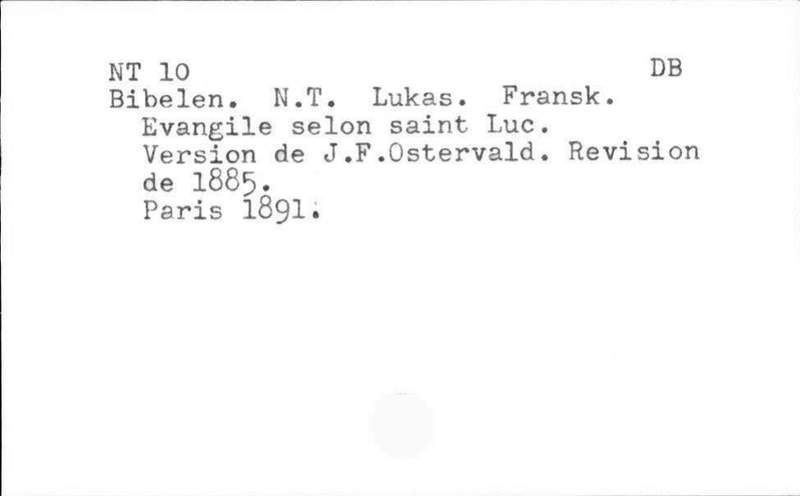 NT 10 DB
Bibelen. N.T. Lukas. Fransk.
Evangile selon saint Luc.
Version de J.F.Ostervald. Revision
de 1885.
Paris 1891.